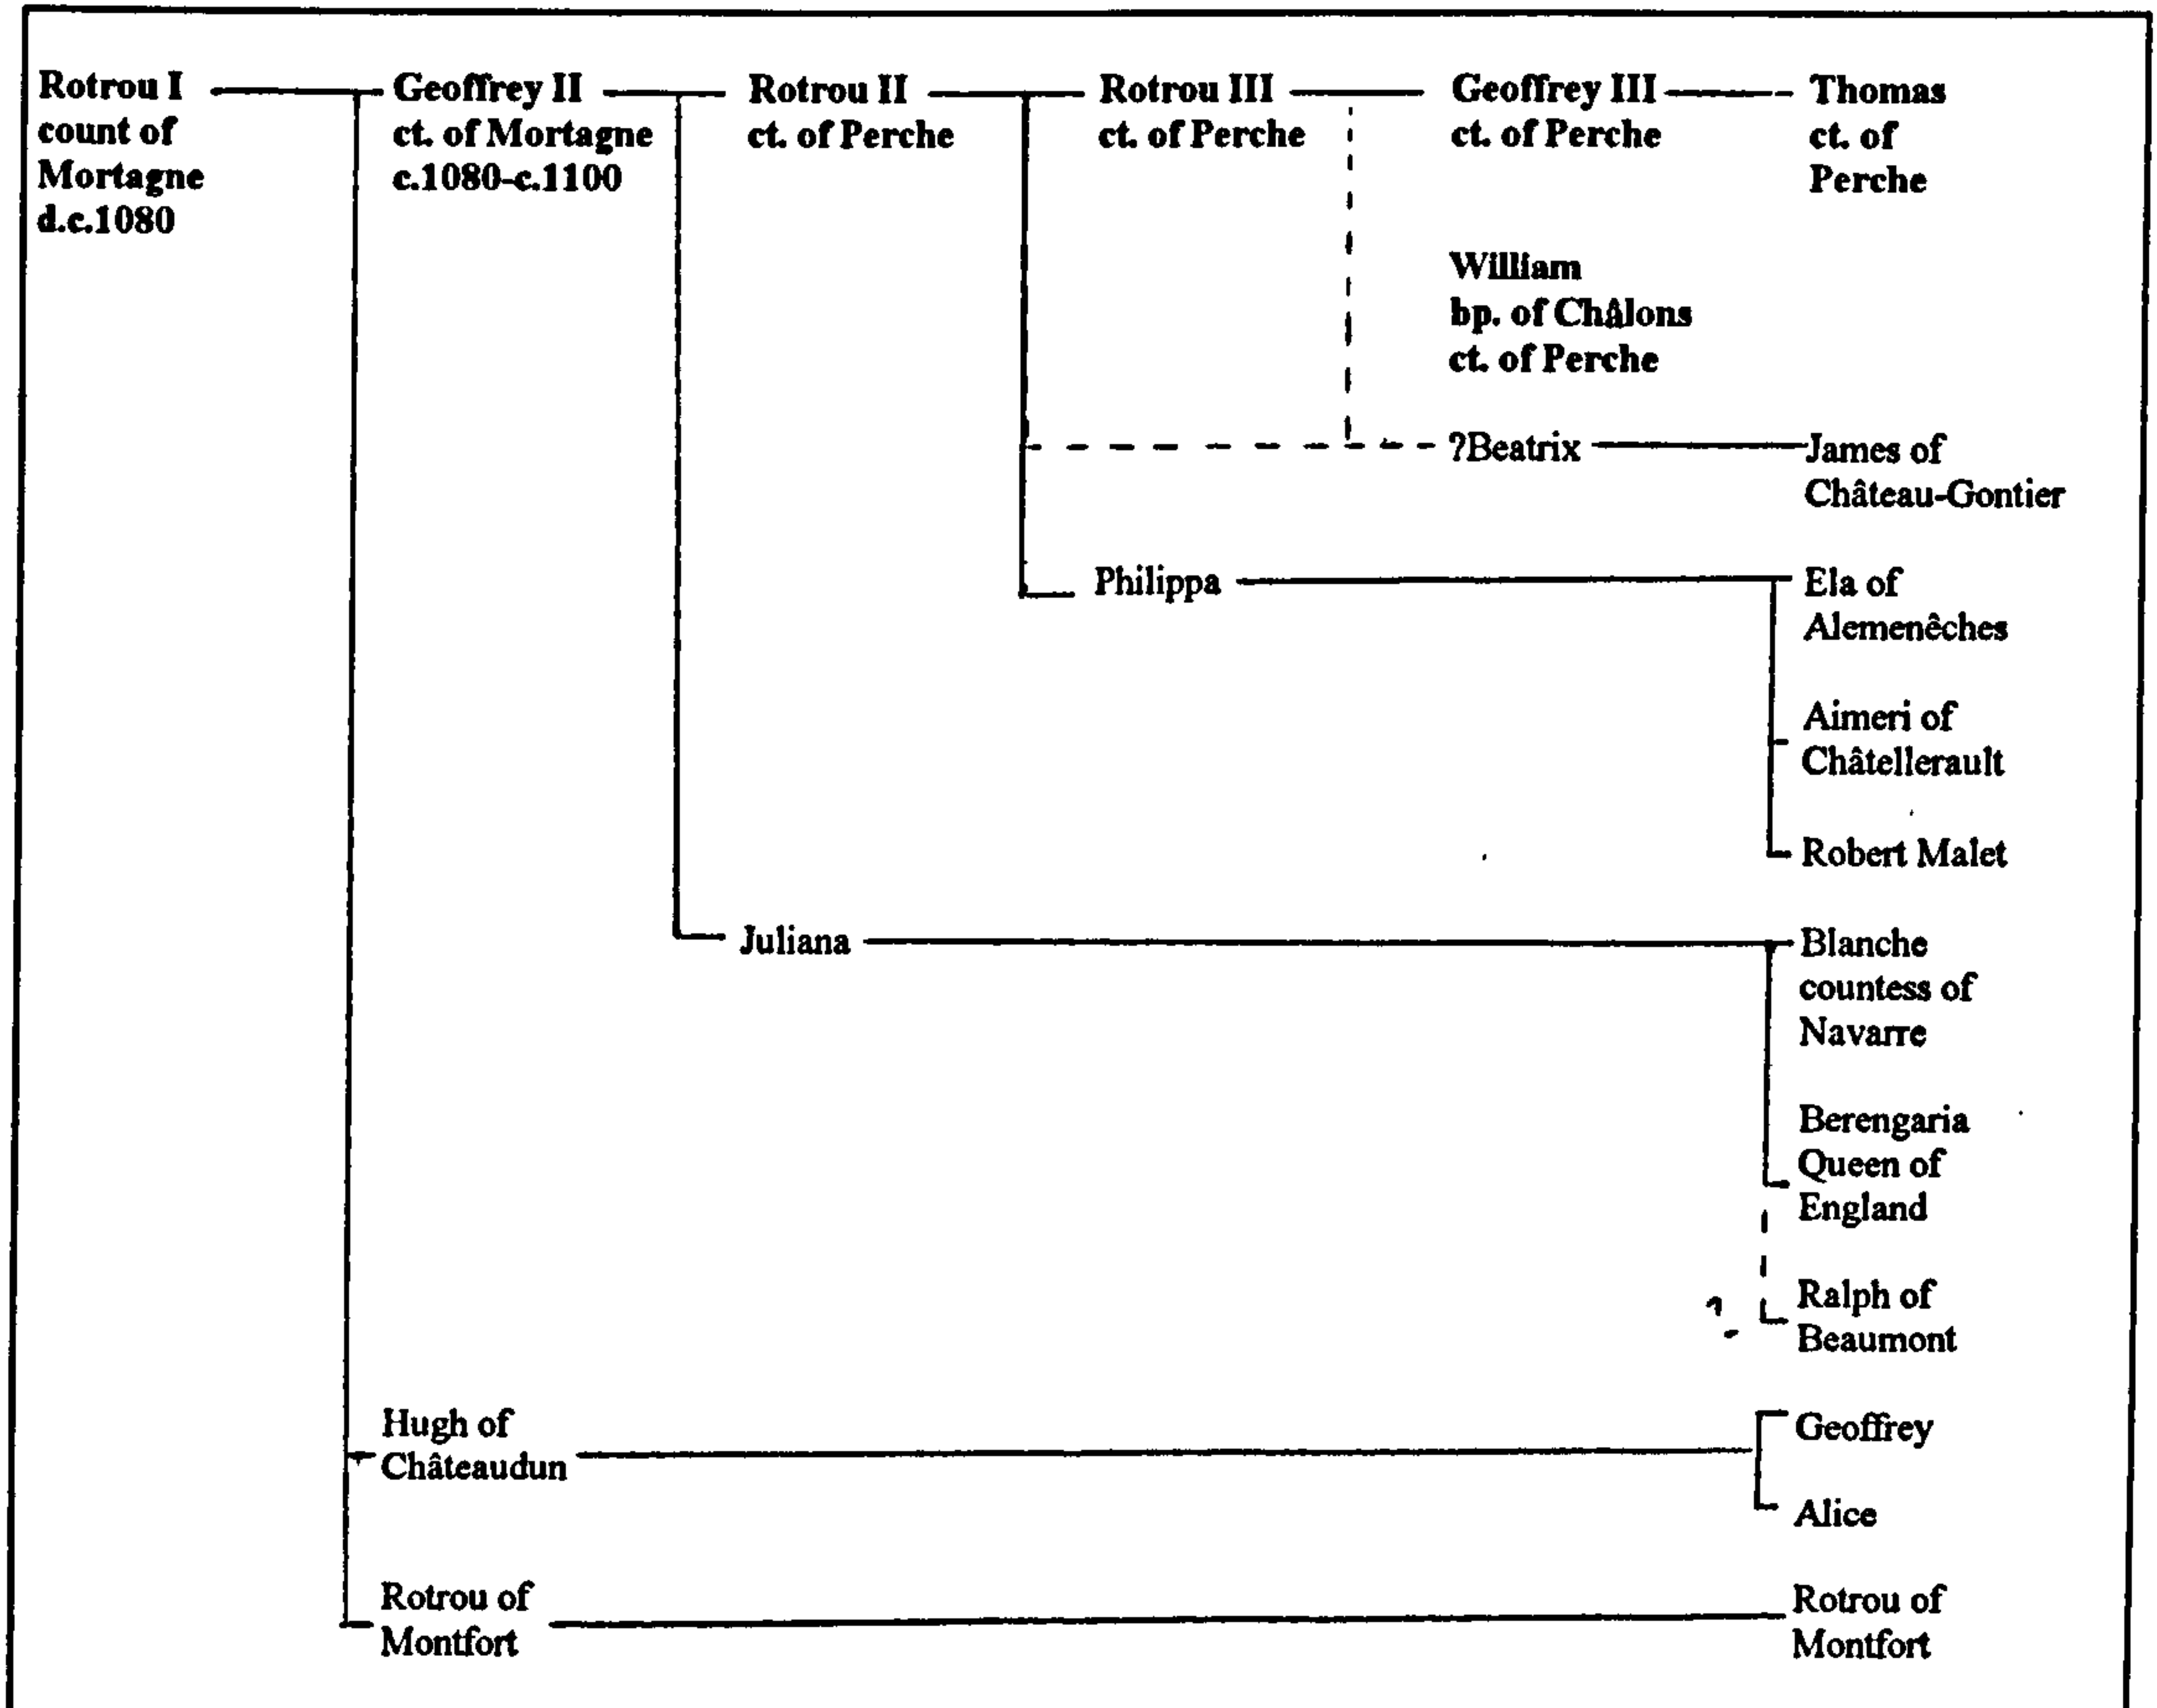 Rotrou I
count of
Mortagne
d.c.1080
Geoffrey II
ct. of Mortagne
c.1080-c.1100
Rotrou II
ct. of Perche
Rotrou III
ct. of Perche
Geoffrey III
ct. of Perche
Thomas
ct. of
Perche
William
bp. of Châlons
ct. of Perche
?Beatrix
James of
Château-Gontier
Philippa
Ela of
Alemenêches
Aimeri of
Châtellerault
Robert Malet
Juliana
Blanche
countess of
Navarre
Berengaria
Queen of
England
Ralph of
Beaumont
Hugh of
Châteaudun
Geoffrey
Alice
Rotrou of
Montfort
Rotrou of
Montfort